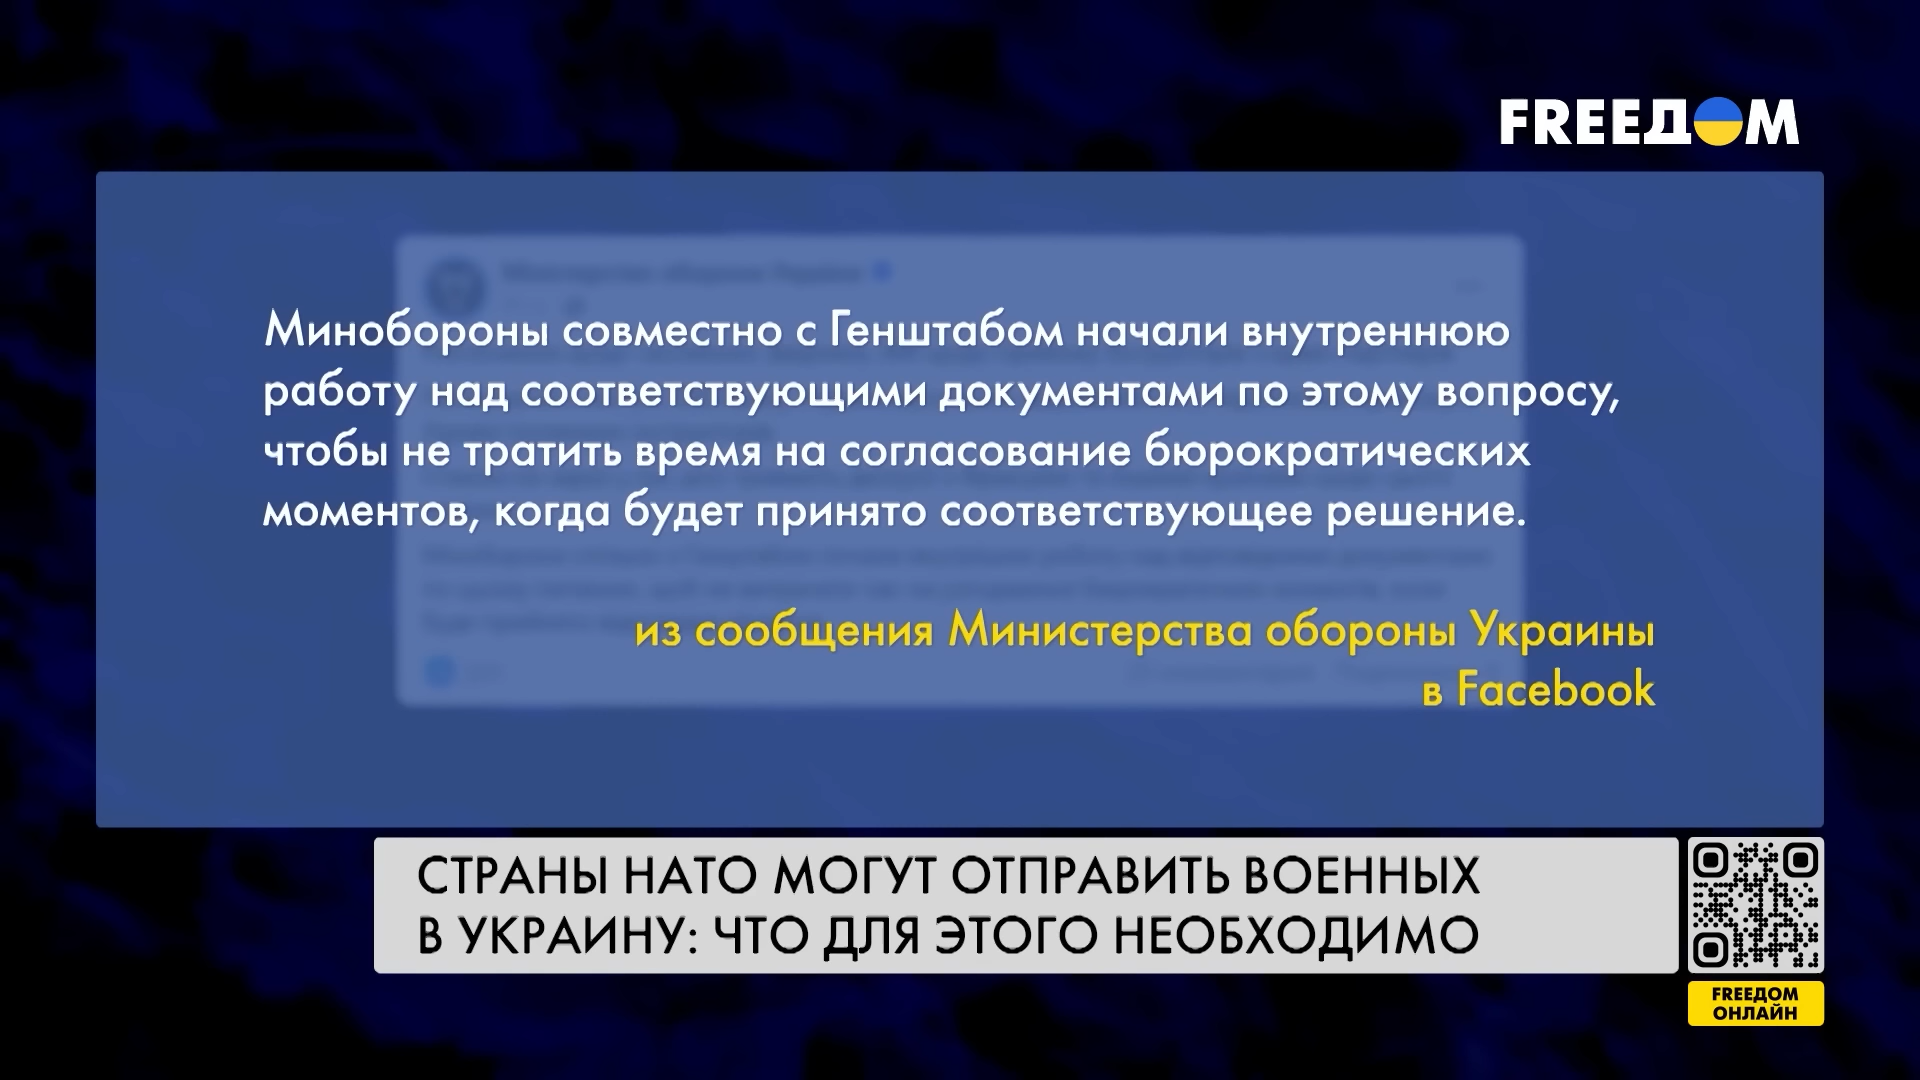 FREEДOM
Минобороны совместно с Генштабом начали внутреннюю
работу над соответствующими документами по этому вопросу,
чтобы не тратить время на согласование бюрократических
моментов, когда будет принято соответствующее решение.
из сообщения Министерства обороны Украины
в Facebook
СТРАНЫ НАТО МОГУТ ОТПРАВИТЬ ВОЕННЫХ
В УКРАИНУ: ЧТО ДЛЯ ЭТОГО НЕОБХОДИМО
FREEДОМ
ОНЛАЙН